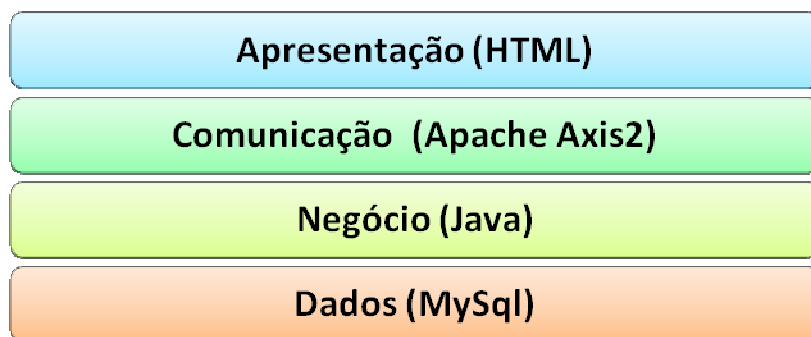 Apresentação (HTML)
Comunicação (Apache Axis2)
Negócio (Java)
Dados (MySql)